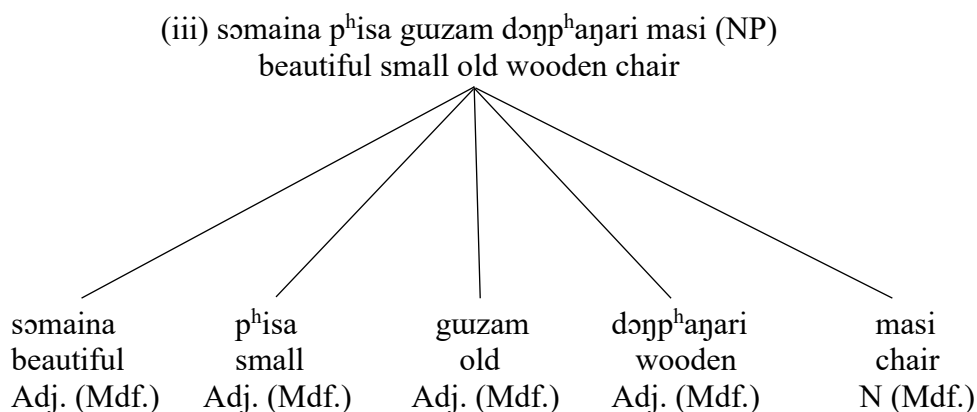 (iii) sɔmaina pʰisa gɯzam dɔŋpʰaŋari masi (NP)
beautiful small old wooden chair
sɔmaina pʰisa gɯzam dɔŋpʰaŋari masi
beautiful small old wooden chair
Adj. (Mdf.) Adj. (Mdf.) Adj. (Mdf.) Adj. (Mdf.) N (Mdf.)